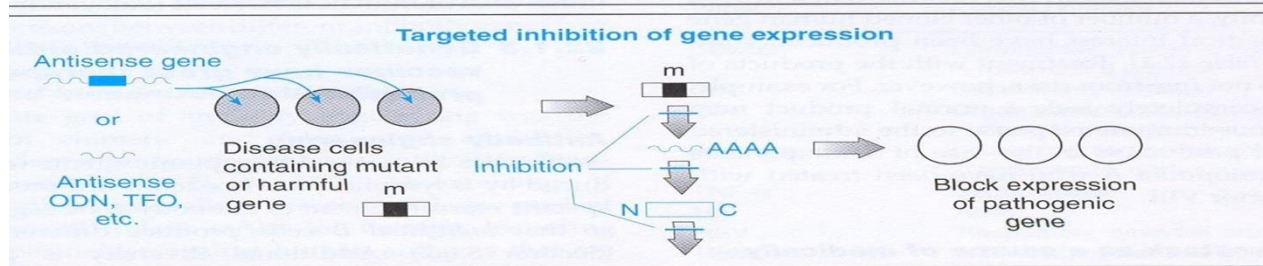 Targeted inhibition of gene expression
Antisense gene
or
Antisense
ODN, TFO,
etc.
Disease cells
containing mutant
or harmful
gene
m
m
AAAA
Inhibition
N
C
Block expression
of pathogenic
gene